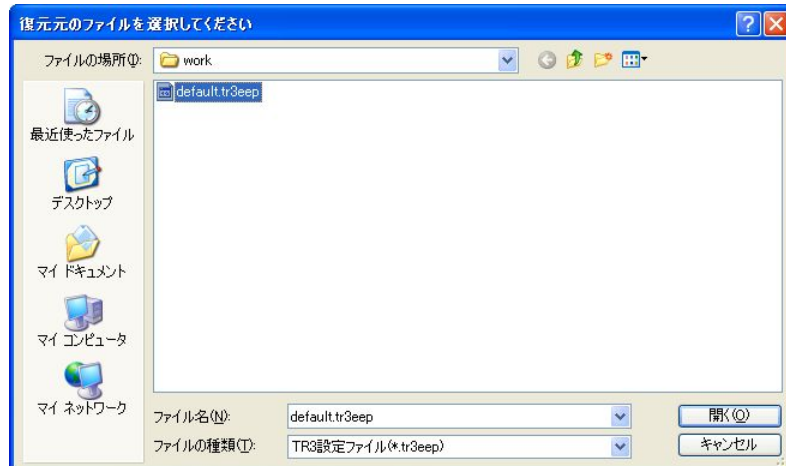 復元元のファイルを選択してください
ファイルの場所(I):
work
default.tr3eep
最近使ったファイル
デスクトップ
マイ ドキュメント
マイ コンピュータ
マイ ネットワーク
ファイル名(N):
default.tr3eep
開く(O)
ファイルの種類(T):
TR3設定ファイル(*.tr3eep)
キャンセル